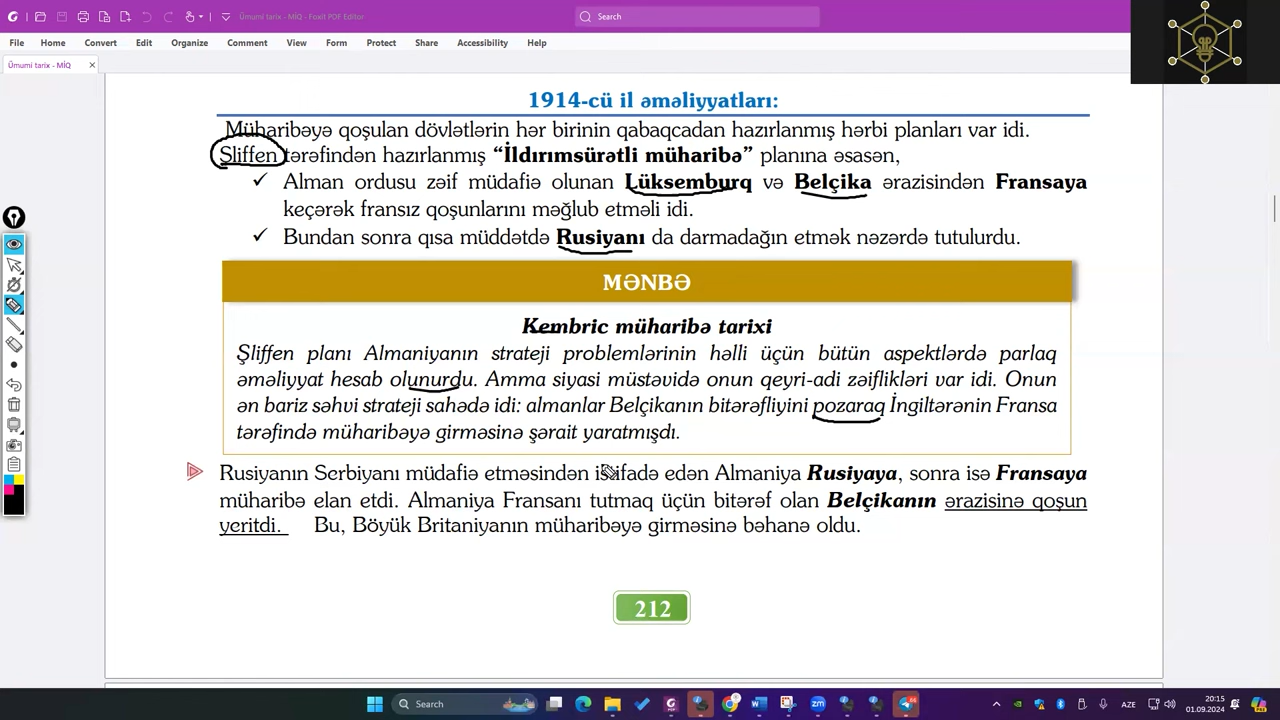 Ümumi tarix - MİQ - Foxit PDF Editor
Search
File Home Convert Edit Organize Comment View Form Protect Share Accessibility Help
Ümumi tarix - MİQ
1914-cü il əməliyyatları:
Müharibəyə qoşulan dövlətlərin hər birinin qabaqcadan hazırlanmış hərbi planları var idi.
Şliffen tərəfindən hazırlanmış “İldırımsürətli müharibə” planına əsasən,
✓ Alman ordusu zəif müdafiə olunan Lüksemburq və Belçika ərazisindən Fransaya
keçərək fransız qoşunlarını məğlub etməli idi.
✓ Bundan sonra qısa müddətdə Rusiyanı da darmadağın etmək nəzərdə tutulurdu.
MƏNBƏ
Kembric müharibə tarixi
Şliffen planı Almaniyanın strateji problemlərinin həlli üçün bütün aspektlərdə parlaq
əməliyyat hesab olunurdu. Amma siyasi müstəvidə onun qeyri-adi zəiflikləri var idi. Onun
ən bariz səhvi strateji sahədə idi: almanlar Belçikanın bitərəfliyini pozaraq İngiltərənin Fransa
tərəfində müharibəyə girməsinə şərait yaratmışdı.
Rusiyanın Serbiyanı müdafiə etməsindən istifadə edən Almaniya Rusiyaya, sonra isə Fransaya
müharibə elan etdi. Almaniya Fransanı tutmaq üçün bitərəf olan Belçikanın ərazisinə qoşun
yeritdi. Bu, Böyük Britaniyanın müharibəyə girməsinə bəhanə oldu.
212
Search
AZE
20:15
01.09.2024